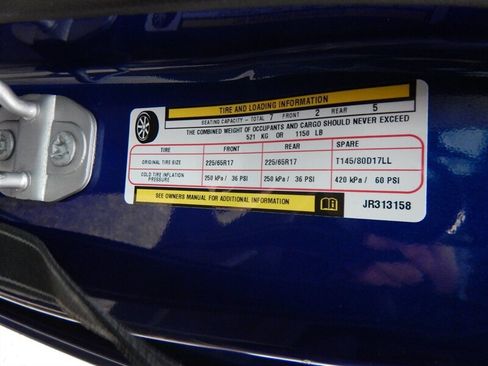 TIRE AND LOADING INFORMATION
SEATING CAPACITY - TOTAL 7 FRONT 2 REAR 5
THE COMBINED WEIGHT OF OCCUPANTS AND CARGO SHOULD NEVER EXCEED
521 KG OR 1150 LB
TIRE FRONT REAR SPARE
ORIGINAL TIRE SIZE 225/65R17 225/65R17 T145/80D17LL
COLD TIRE INFLATION PRESSURE 250 kPa/ 36 PSI 250 kPa/ 36 PSI 420 kPa/ 60 PSI
SEE OWNERS MANUAL FOR ADDITIONAL INFORMATION JR313158